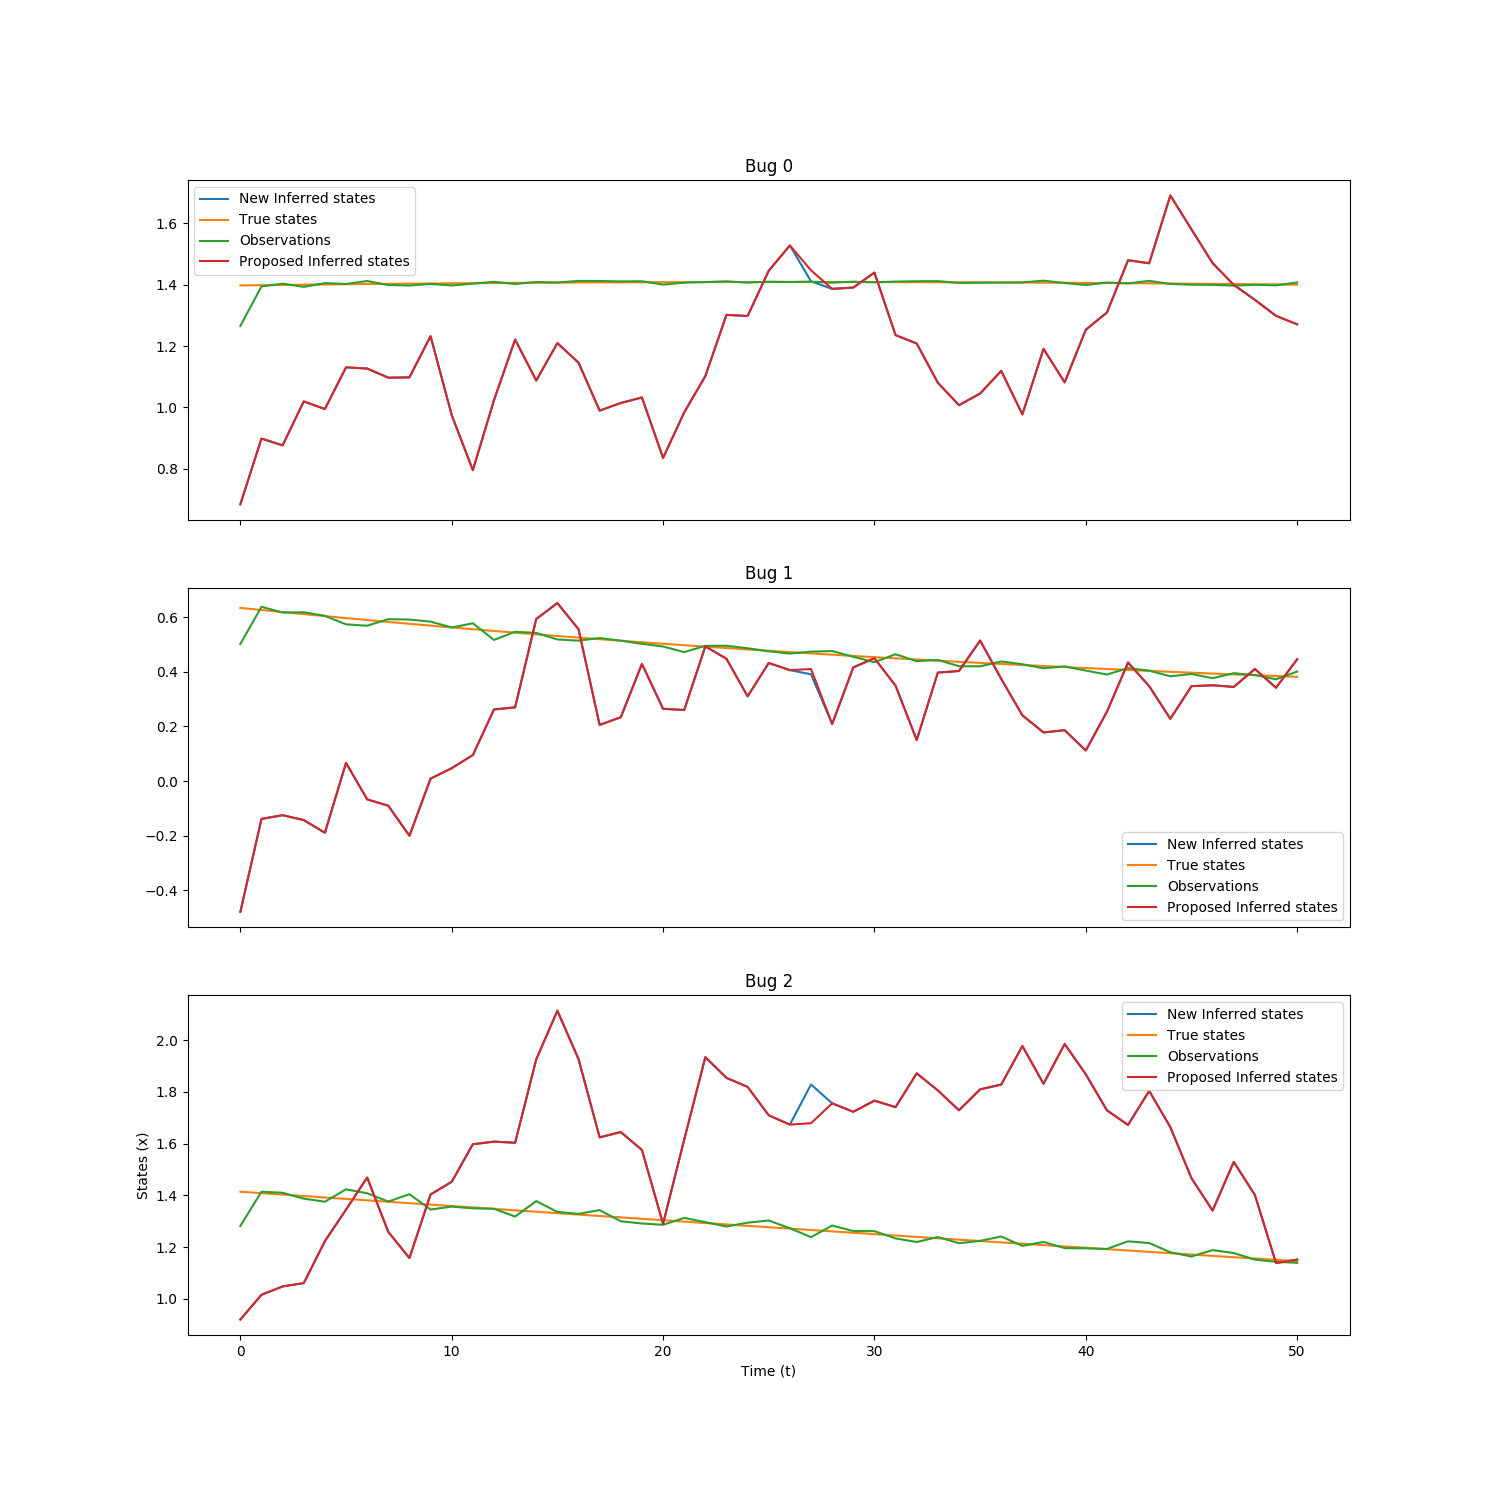 Bug 0
New Inferred states
True states
Observations
Proposed Inferred states
1.6
1.4
1.2
1.0
0.8
Bug 1
0.6
0.4
0.2
0.0
−0.2
−0.4
New Inferred states
True states
Observations
Proposed Inferred states
Bug 2
New Inferred states
True states
Observations
Proposed Inferred states
2.0
1.8
1.6
1.4
1.2
1.0
States (x)
0 10 20 30 40 50
Time (t)